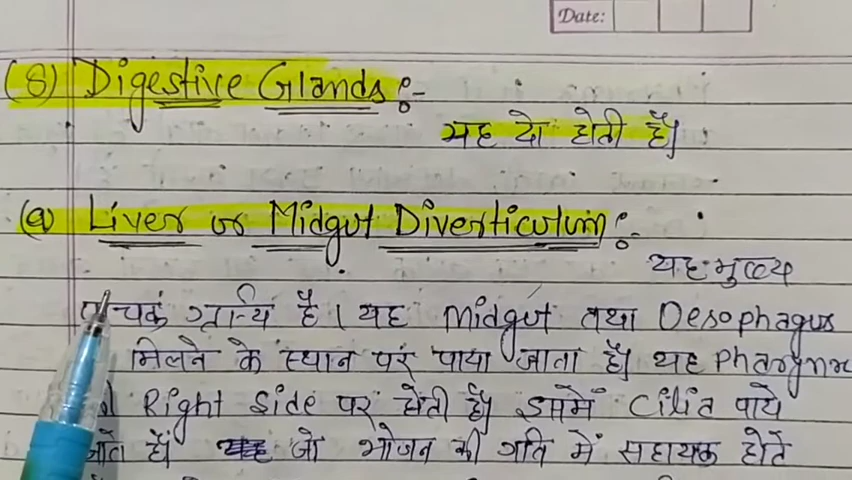 Date:
(8) Digestive Glands :-
यह दो होती है।
(a) Liver or Midgut Diverticulum :-
यह मुख्य
पाचक ग्रन्थि है। यह Midgut तथा Oesophagus
मिलने के स्थान पर पाया जाता है। यह Pharynx
Right side पर होती है। इसमें Cilia पाये
जाते है। जो भोजन की गति में सहायक होते